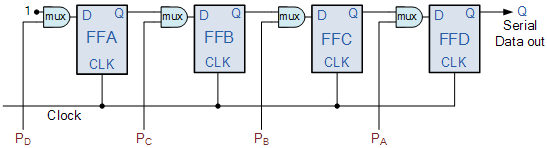 1 mux D Q mux D Q mux D Q mux D Q Q
FFA FFB FFC FFD Serial
Data out
CLK CLK CLK CLK
Clock
PD PC PB PA